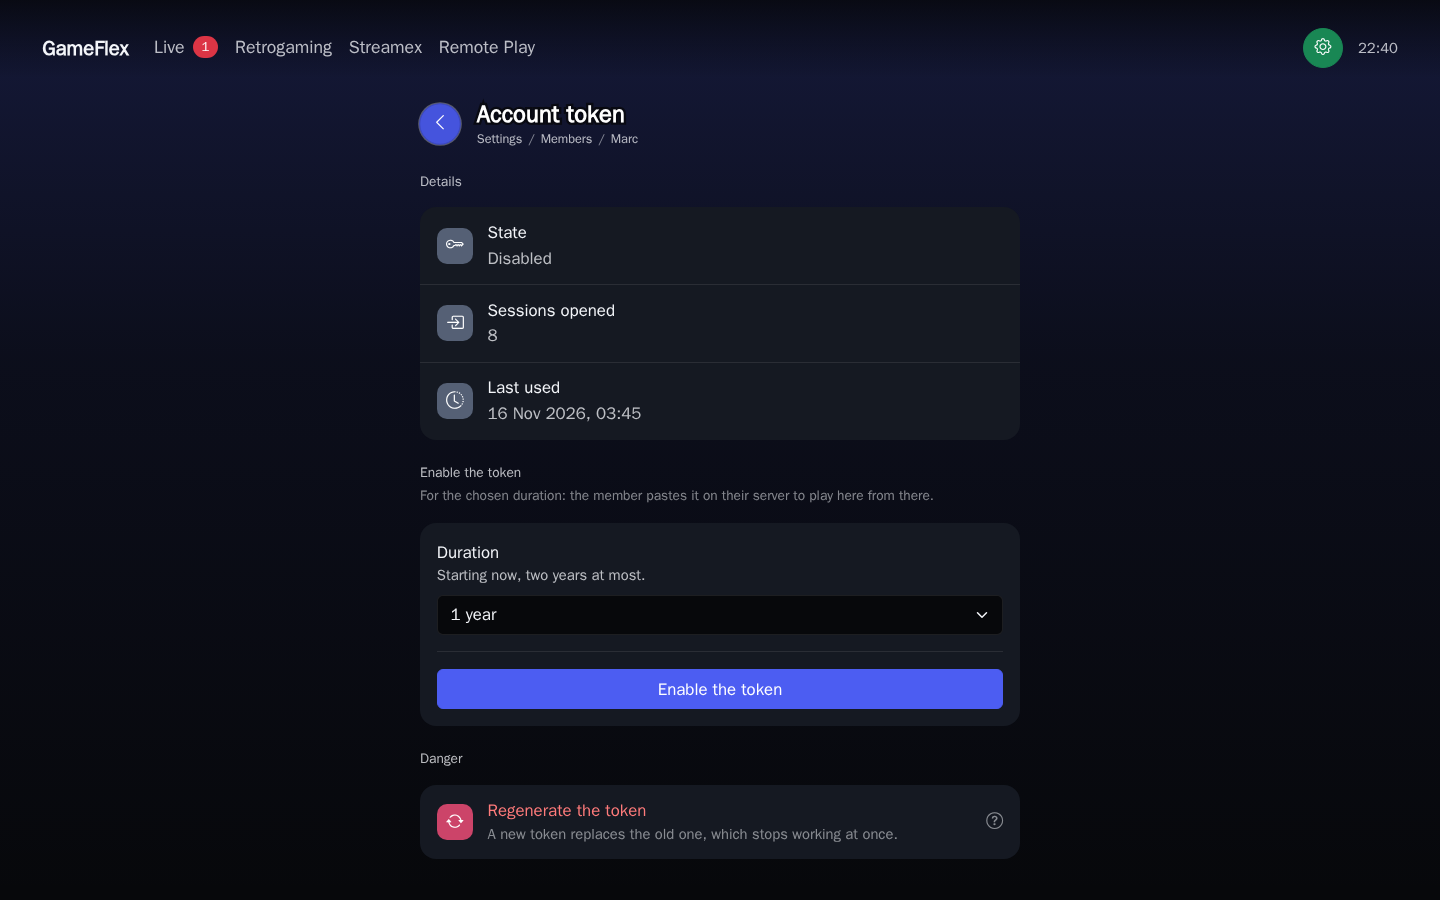 GameFlex Live 1 Retrogaming Streamex Remote Play 22:40
Account token
Settings / Members / Marc
Details
State
Disabled
Sessions opened
8
Last used
16 Nov 2026, 03:45
Enable the token
For the chosen duration: the member pastes it on their server to play here from there.
Duration
Starting now, two years at most.
1 year
Enable the token
Danger
Regenerate the token
A new token replaces the old one, which stops working at once.